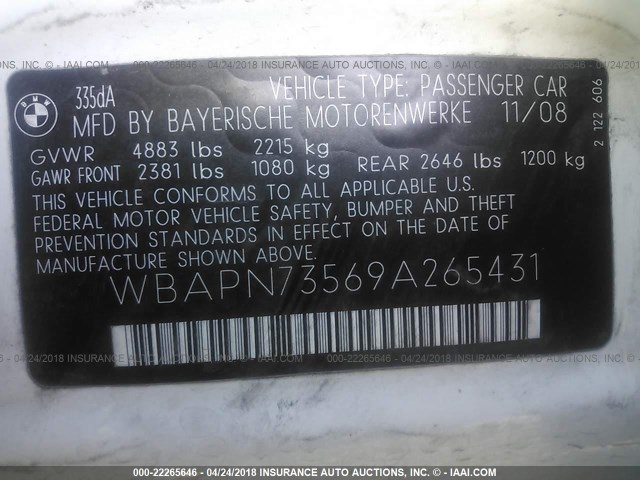 335dA VEHICLE TYPE: PASSENGER CAR
MFD BY BAYERISCHE MOTORENWERKE 11/08
GVWR 4883 lbs 2215 kg
GAWR FRONT 2381 lbs 1080 kg REAR 2646 lbs 1200 kg
THIS VEHICLE CONFORMS TO ALL APPLICABLE U.S.
FEDERAL MOTOR VEHICLE SAFETY, BUMPER AND THEFT
PREVENTION STANDARDS IN EFFECT ON THE DATE OF
MANUFACTURE SHOWN ABOVE.
WBAPN73569A265431
2 122 606
000-22265646 - 04/24/2018 INSURANCE AUTO AUCTIONS, INC. - © IAAI.COM